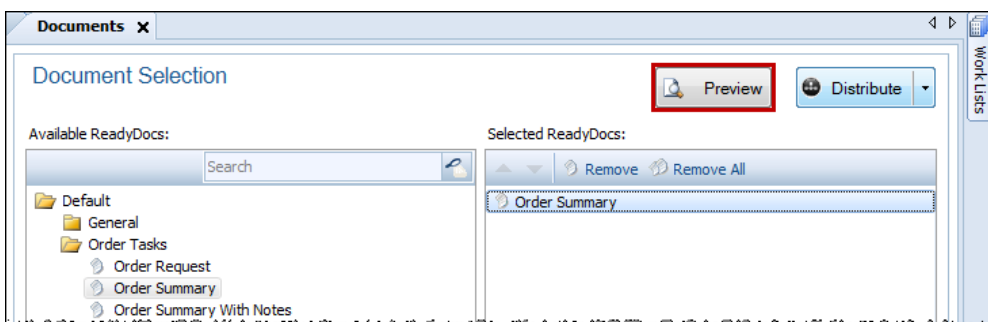 Documents
Work Lists
Document Selection
Preview
Distribute
Available ReadyDocs:
Selected ReadyDocs:
Search
Remove
Remove All
Default
General
Order Tasks
Order Request
Order Summary
Order Summary With Notes
Order Summary